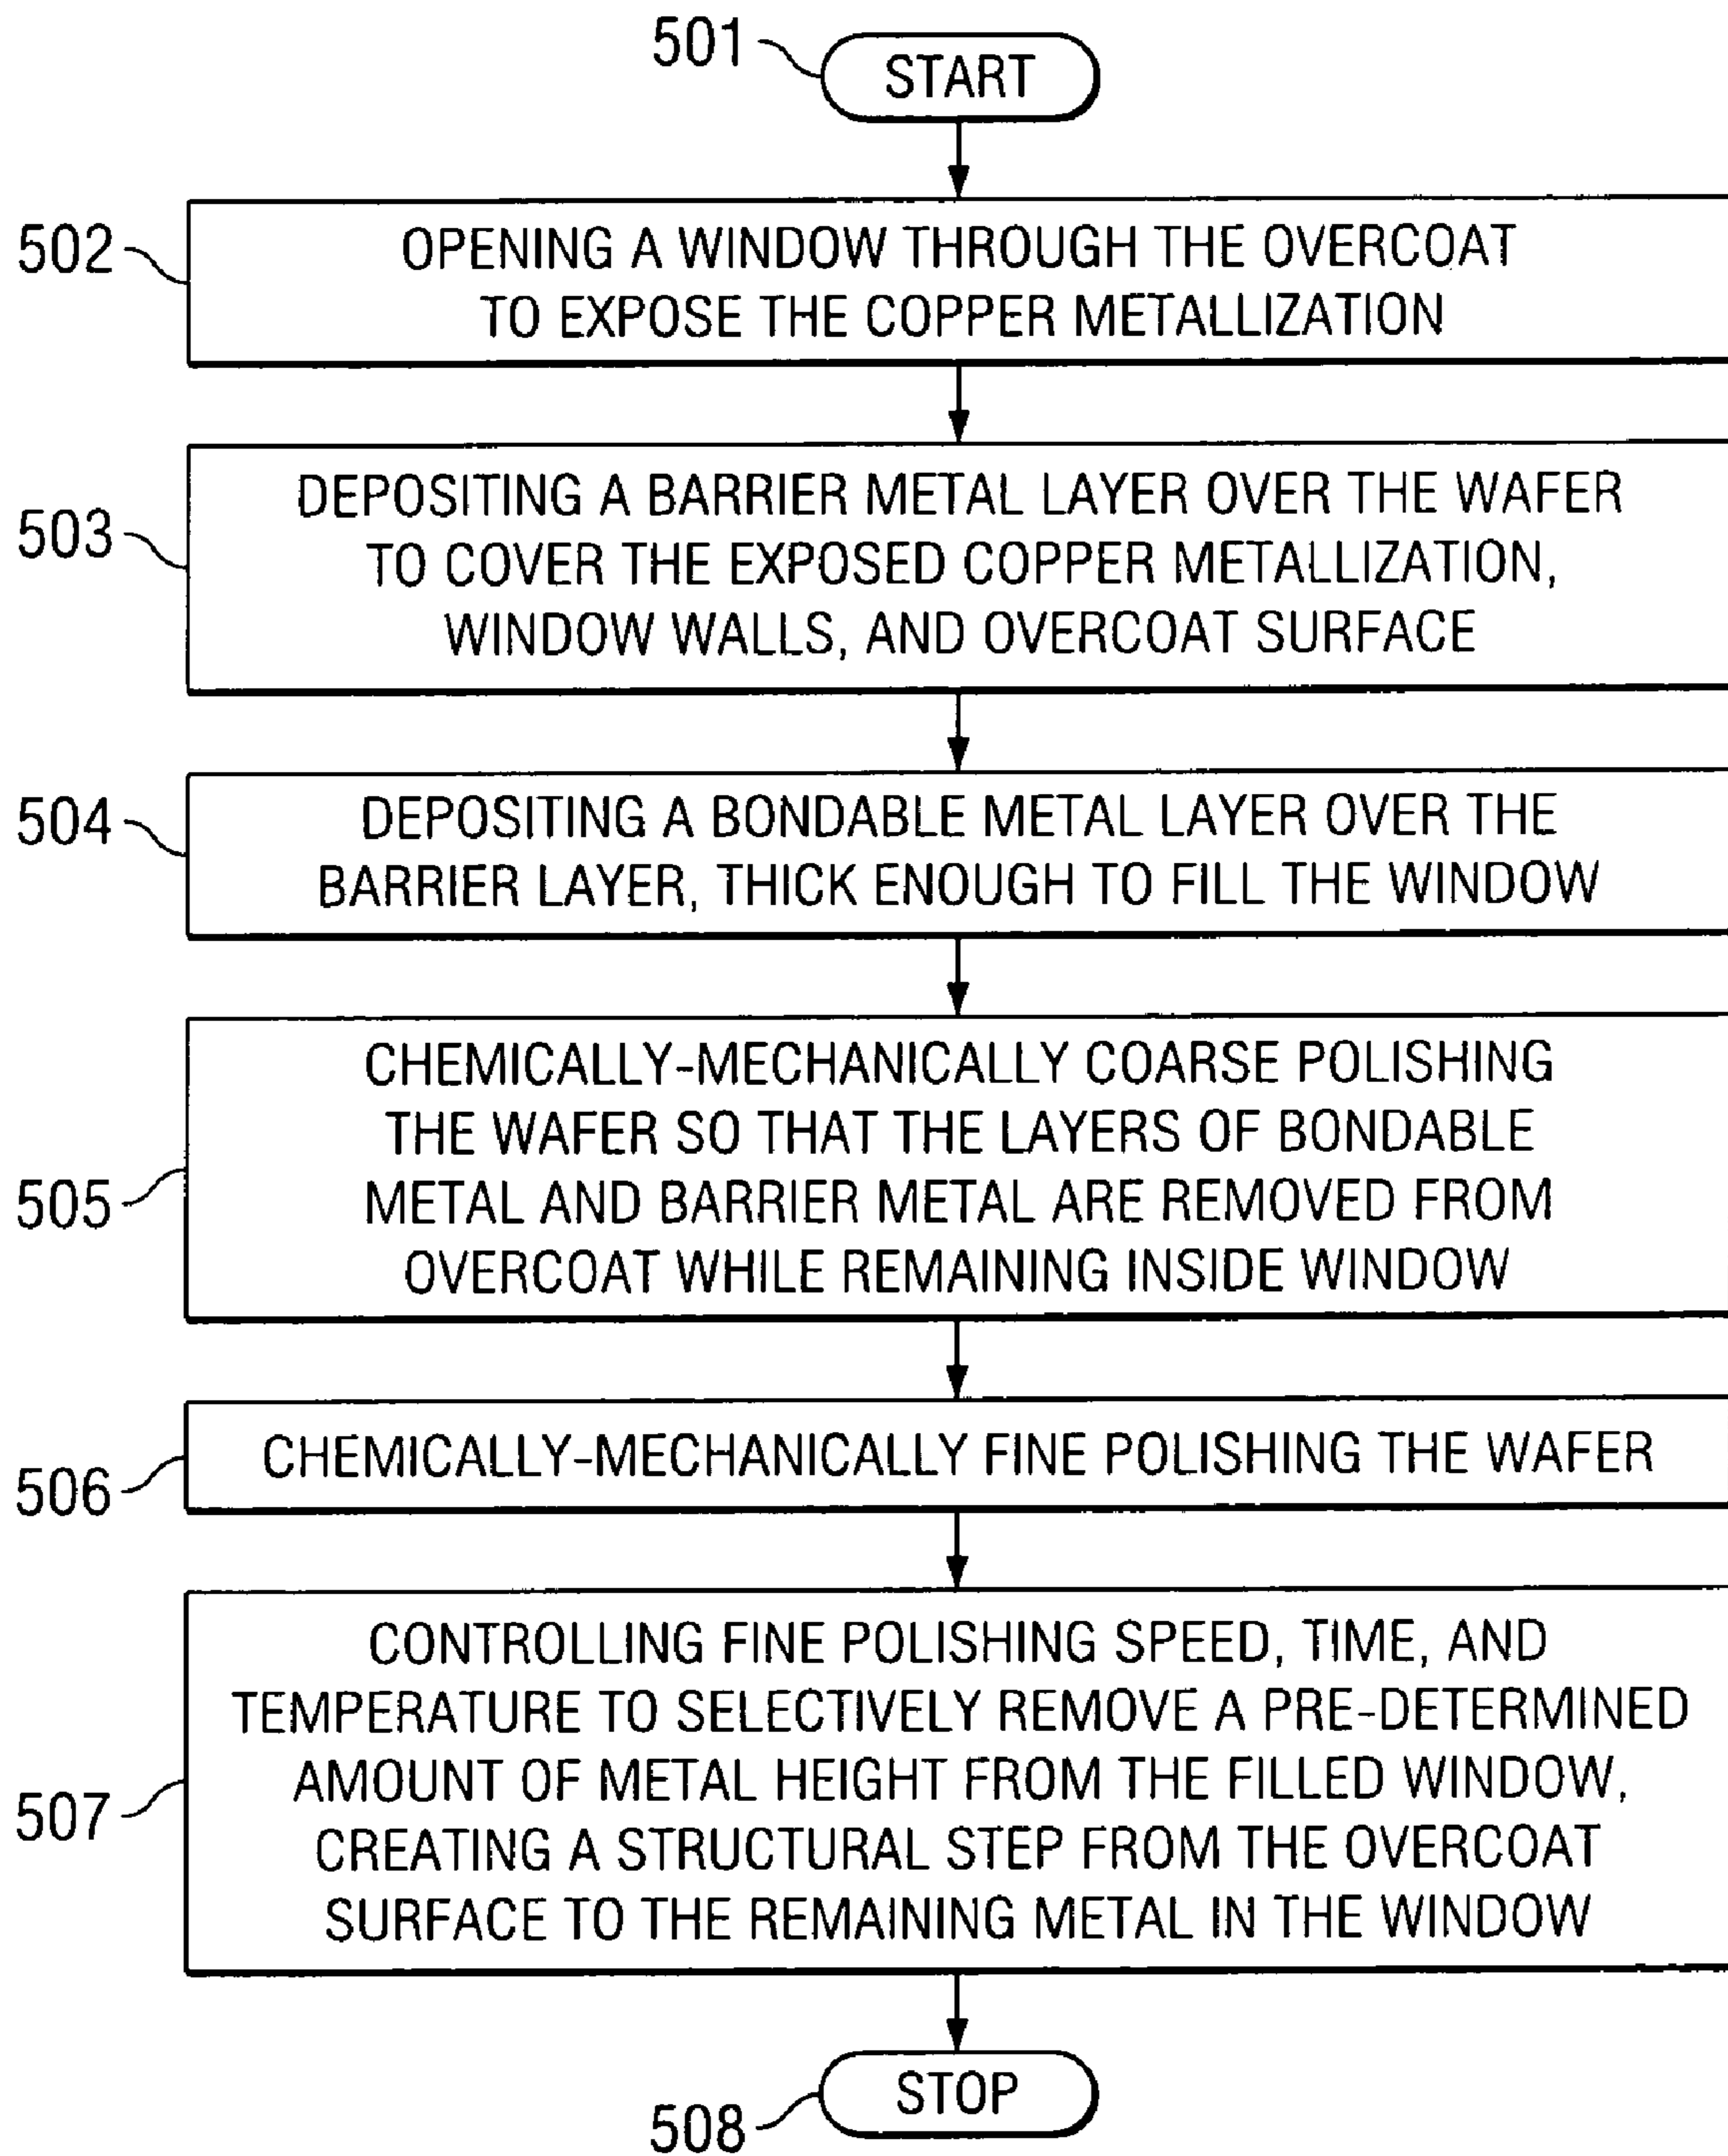 501
START
502
OPENING A WINDOW THROUGH THE OVERCOAT
TO EXPOSE THE COPPER METALLIZATION
503
DEPOSITING A BARRIER METAL LAYER OVER THE WAFER
TO COVER THE EXPOSED COPPER METALLIZATION,
WINDOW WALLS, AND OVERCOAT SURFACE
504
DEPOSITING A BONDABLE METAL LAYER OVER THE
BARRIER LAYER, THICK ENOUGH TO FILL THE WINDOW
505
CHEMICALLY-MECHANICALLY COARSE POLISHING
THE WAFER SO THAT THE LAYERS OF BONDABLE
METAL AND BARRIER METAL ARE REMOVED FROM
OVERCOAT WHILE REMAINING INSIDE WINDOW
506
CHEMICALLY-MECHANICALLY FINE POLISHING THE WAFER
507
CONTROLLING FINE POLISHING SPEED, TIME, AND
TEMPERATURE TO SELECTIVELY REMOVE A PRE-DETERMINED
AMOUNT OF METAL HEIGHT FROM THE FILLED WINDOW,
CREATING A STRUCTURAL STEP FROM THE OVERCOAT
SURFACE TO THE REMAINING METAL IN THE WINDOW
508
STOP